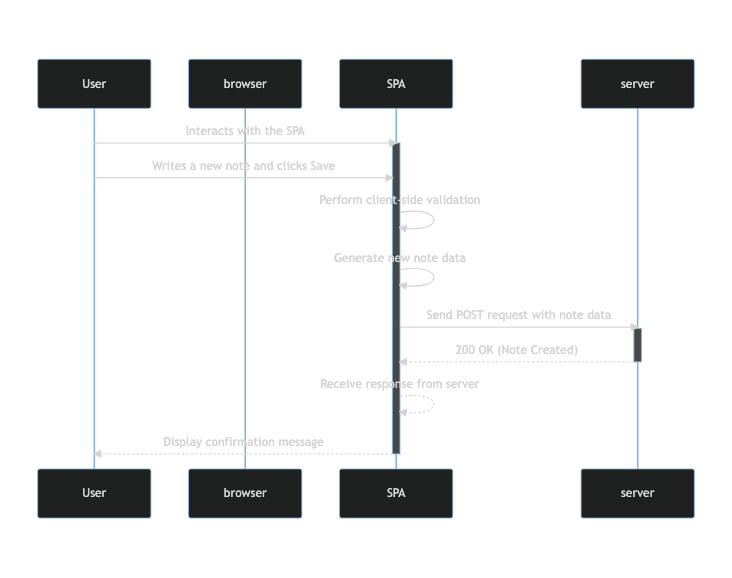 User
browser
SPA
server
Interacts with the SPA
Writes a new note and clicks Save
Perform client-side validation
Generate new note data
Send POST request with note data
200 OK (Note Created)
Receive response from server
Display confirmation message
User
browser
SPA
server